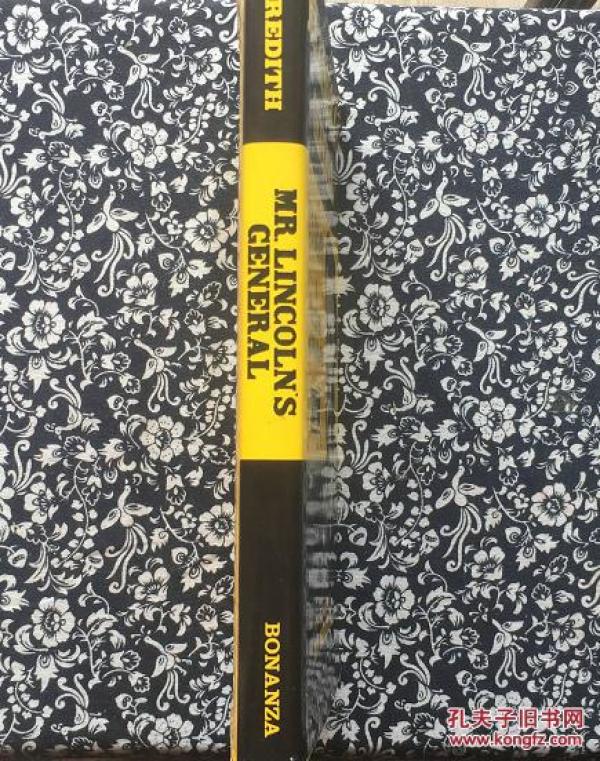 REDITH
MR. LINCOLN'S
GENERAL
BONANZA
孔夫子旧书网
www.kongfz.com